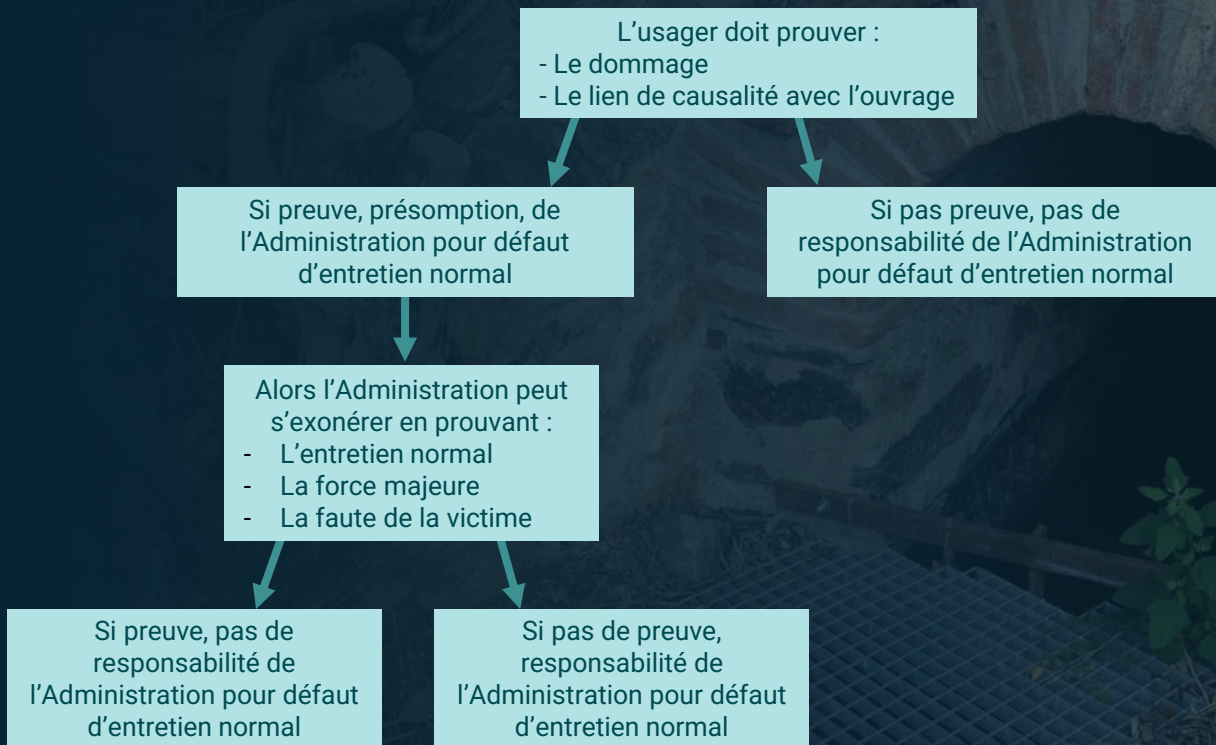 L’usager doit prouver :
- Le dommage
- Le lien de causalité avec l’ouvrage
Si preuve, présomption, de
l’Administration pour défaut
d’entretien normal
Si pas preuve, pas de
responsabilité de l’Administration
pour défaut d’entretien normal
Alors l’Administration peut
s’exonérer en prouvant :
- L’entretien normal
- La force majeure
- La faute de la victime
Si preuve, pas de
responsabilité de
l’Administration pour défaut
d’entretien normal
Si pas de preuve,
responsabilité de
l’Administration pour défaut
d’entretien normal